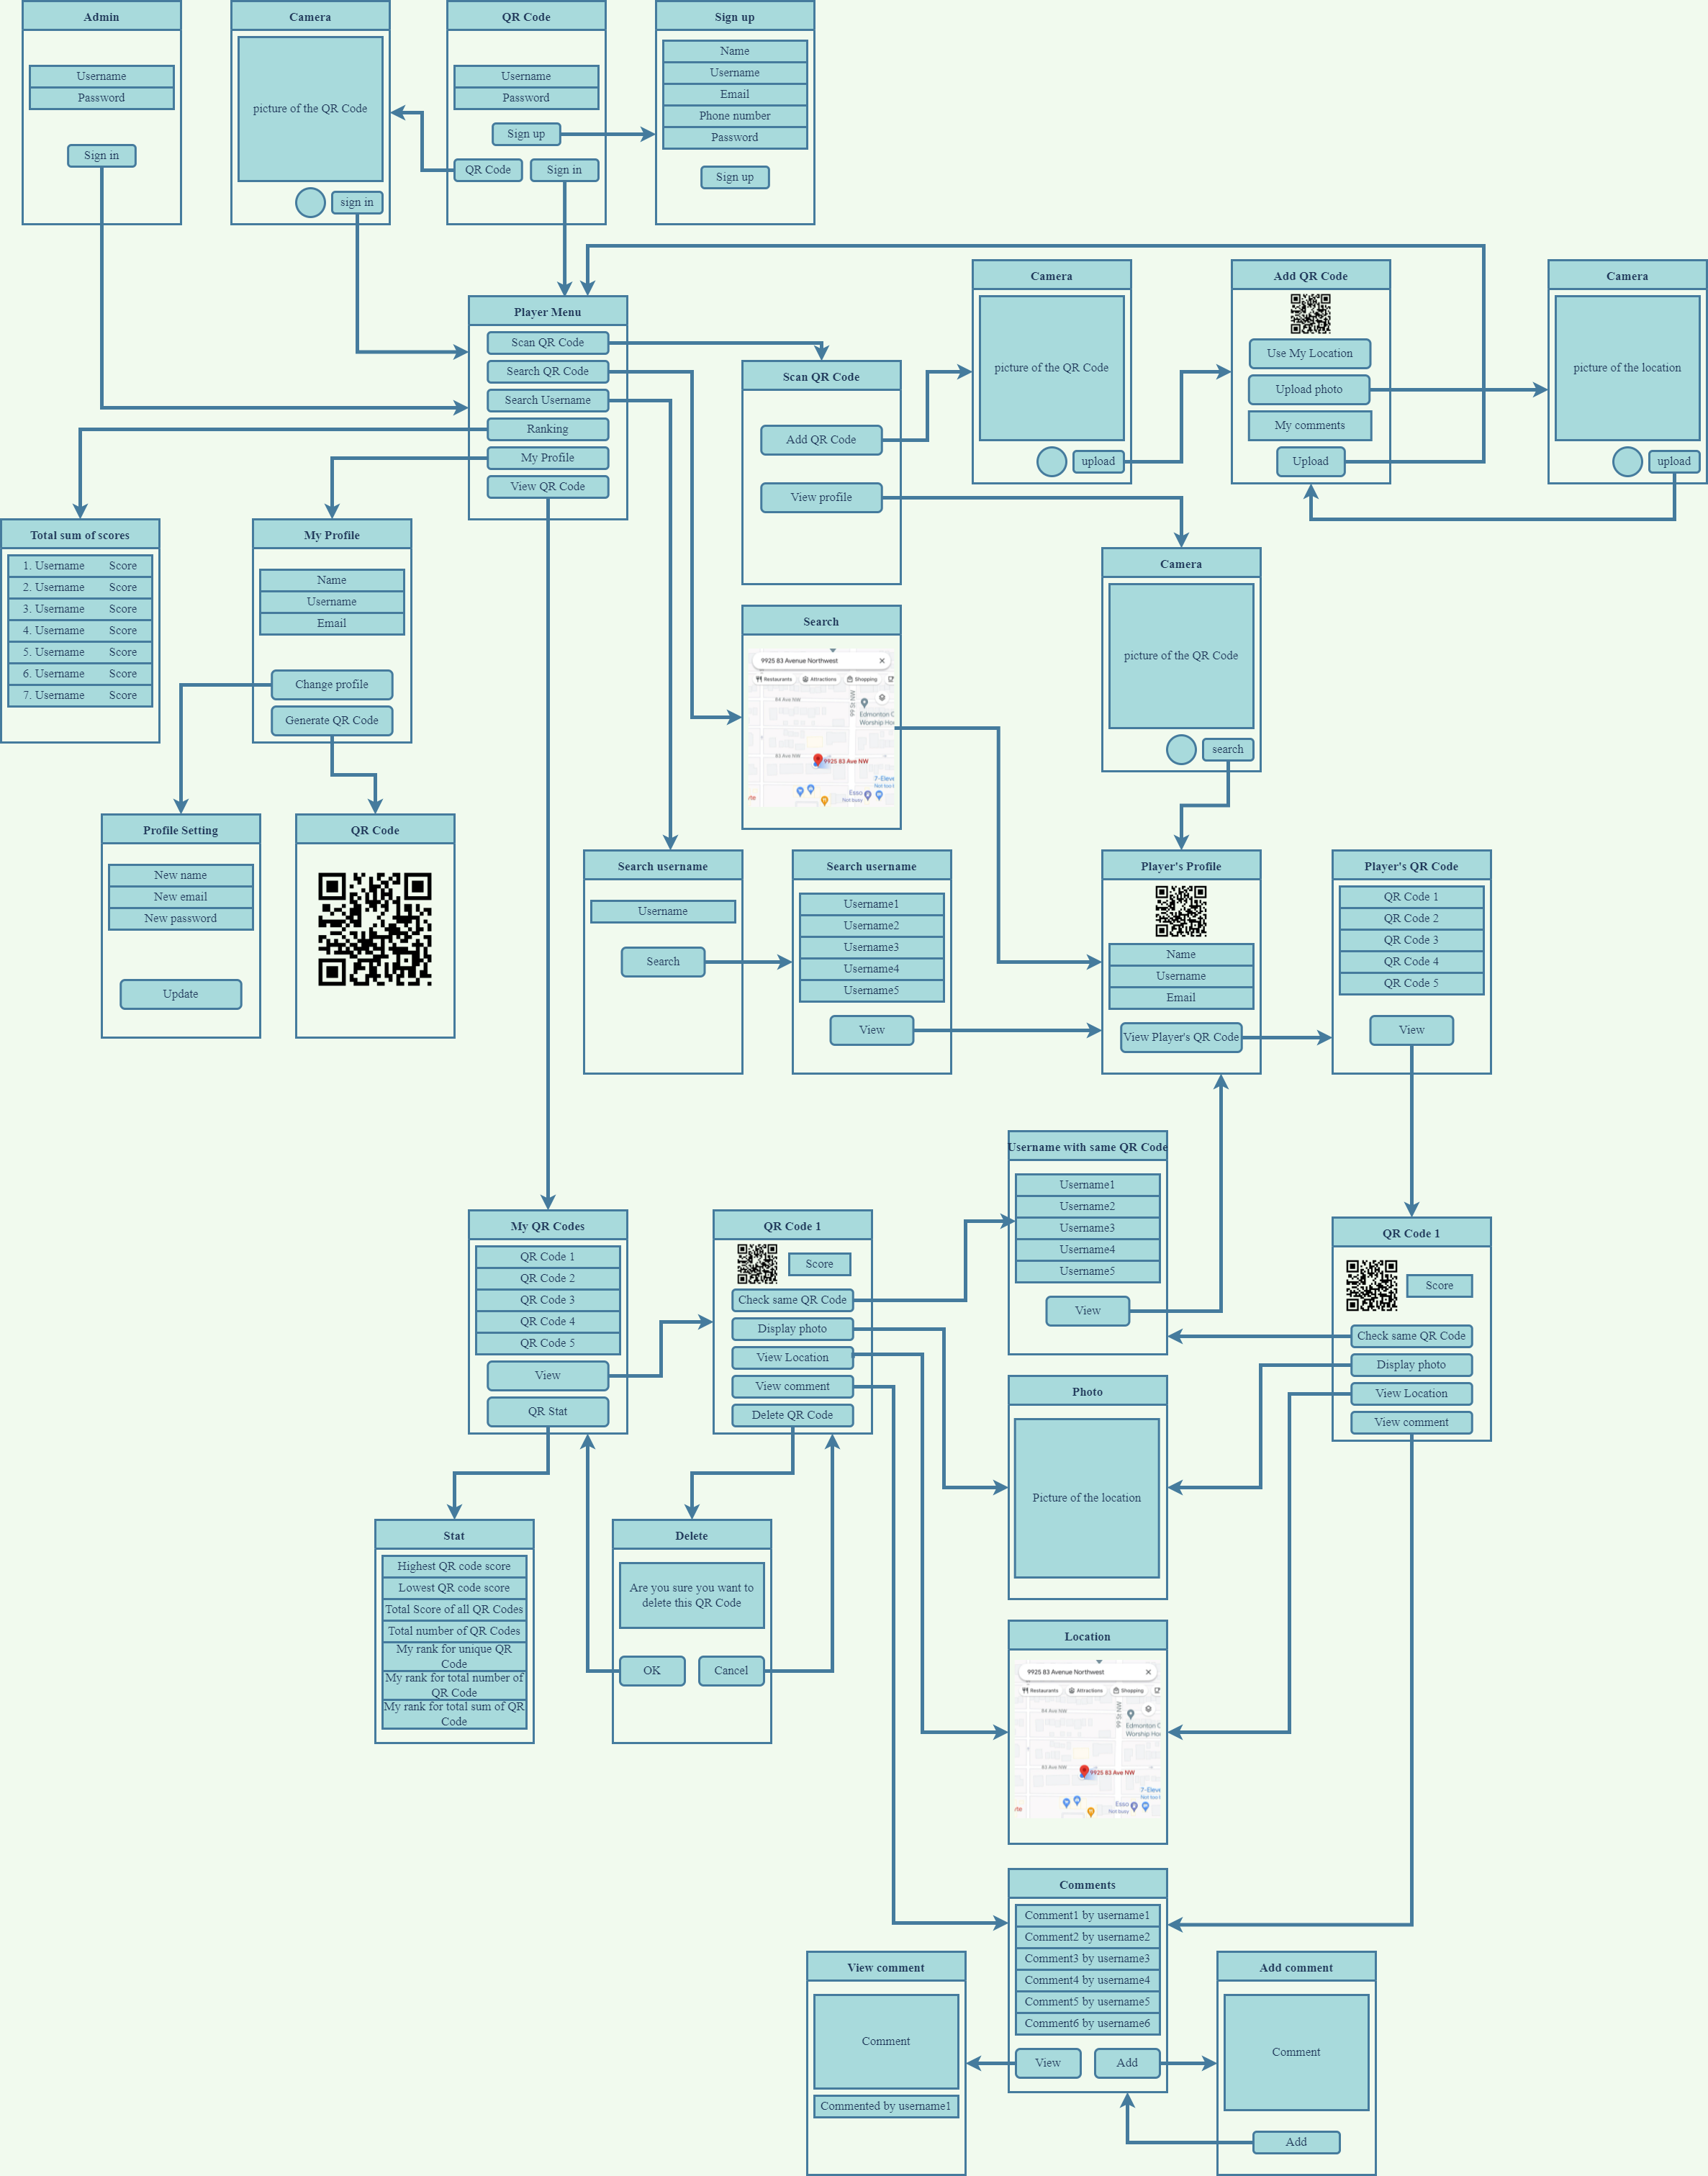 Admin
Username
Password
Sign in
Camera
picture of the QR Code
sign in
QR Code
Username
Password
Sign up
QR Code
Sign in
Sign up
Name
Username
Email
Phone number
Password
Sign up
Player Menu
Scan QR Code
Search QR Code
Search Username
Ranking
My Profile
View QR Code
Scan QR Code
Add QR Code
View profile
Camera
picture of the QR Code
upload
Add QR Code
Use My Location
Upload photo
My comments
Upload
Camera
picture of the location
upload
Total sum of scores
1. Username Score
2. Username Score
3. Username Score
4. Username Score
5. Username Score
6. Username Score
7. Username Score
My Profile
Name
Username
Email
Change profile
Generate QR Code
Camera
picture of the QR Code
search
Search
9925 83 Avenue Northwest
Restaurants
Attractions
Shopping
84 Ave NW
99 St NW
Edmonton C
Worship Hou
83 Ave NW
9925 83 Ave NW
7-Eleve
Not too b
Esso
Not busy
rte
Profile Setting
New name
New email
New password
Update
QR Code
Search username
Username
Search
Search username
Username1
Username2
Username3
Username4
Username5
View
Player's Profile
Name
Username
Email
View Player's QR Code
Player's QR Code
QR Code 1
QR Code 2
QR Code 3
QR Code 4
QR Code 5
View
Username with same QR Code
Username1
Username2
Username3
Username4
Username5
View
My QR Codes
QR Code 1
QR Code 2
QR Code 3
QR Code 4
QR Code 5
View
QR Stat
QR Code 1
Score
Check same QR Code
Display photo
View Location
View comment
Delete QR Code
QR Code 1
Score
Check same QR Code
Display photo
View Location
View comment
Photo
Picture of the location
Stat
Highest QR code score
Lowest QR code score
Total Score of all QR Codes
Total number of QR Codes
My rank for unique QR
Code
My rank for total number of
QR Code
My rank for total sum of QR
Code
Delete
Are you sure you want to
delete this QR Code
OK
Cancel
Location
9925 83 Avenue Northwest
Restaurants
Attractions
Shopping
84 Ave NW
99 St NW
Edmonton C
Worship Hou
83 Ave NW
9925 83 Ave NW
7-Eleve
Not too b
Esso
Not busy
rte
Comments
Comment1 by username1
Comment2 by username2
Comment3 by username3
Comment4 by username4
Comment5 by username5
Comment6 by username6
View
Add
View comment
Comment
Commented by username1
Add comment
Comment
Add